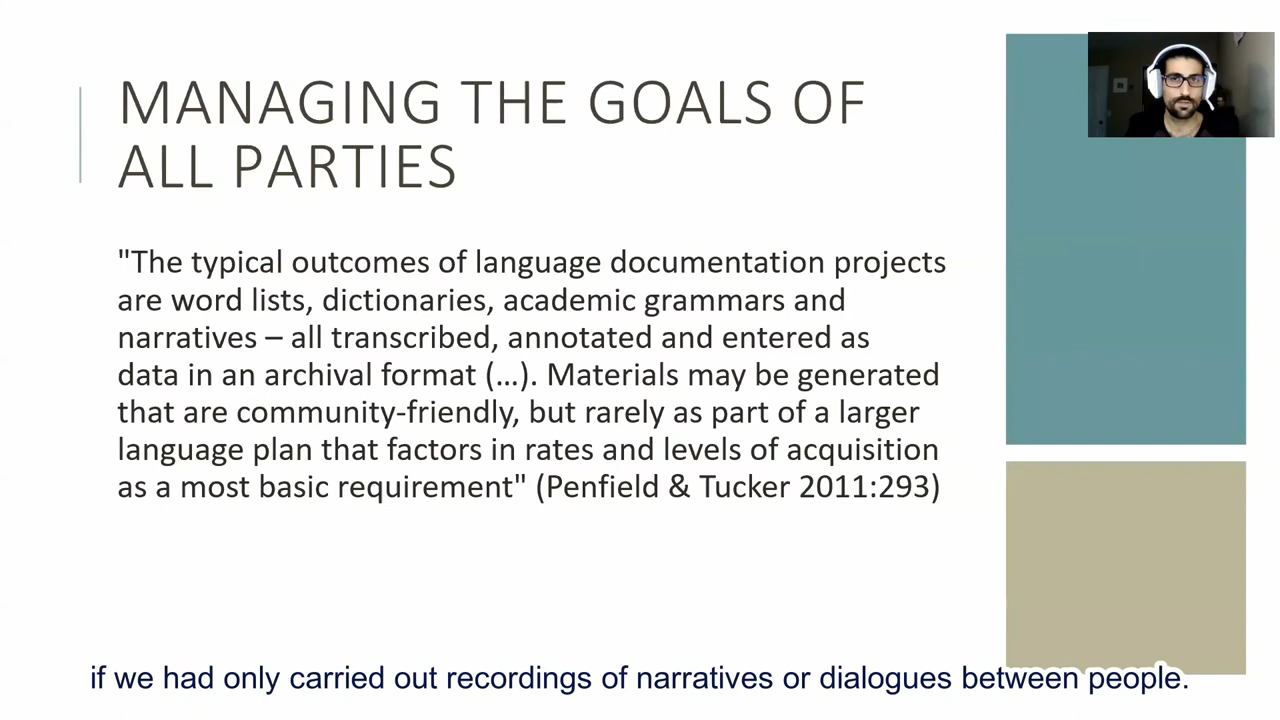 MANAGING THE GOALS OF
ALL PARTIES
"The typical outcomes of language documentation projects
are word lists, dictionaries, academic grammars and
narratives – all transcribed, annotated and entered as
data in an archival format (…). Materials may be generated
that are community-friendly, but rarely as part of a larger
language plan that factors in rates and levels of acquisition
as a most basic requirement" (Penfield & Tucker 2011:293)
if we had only carried out recordings of narratives or dialogues between people.